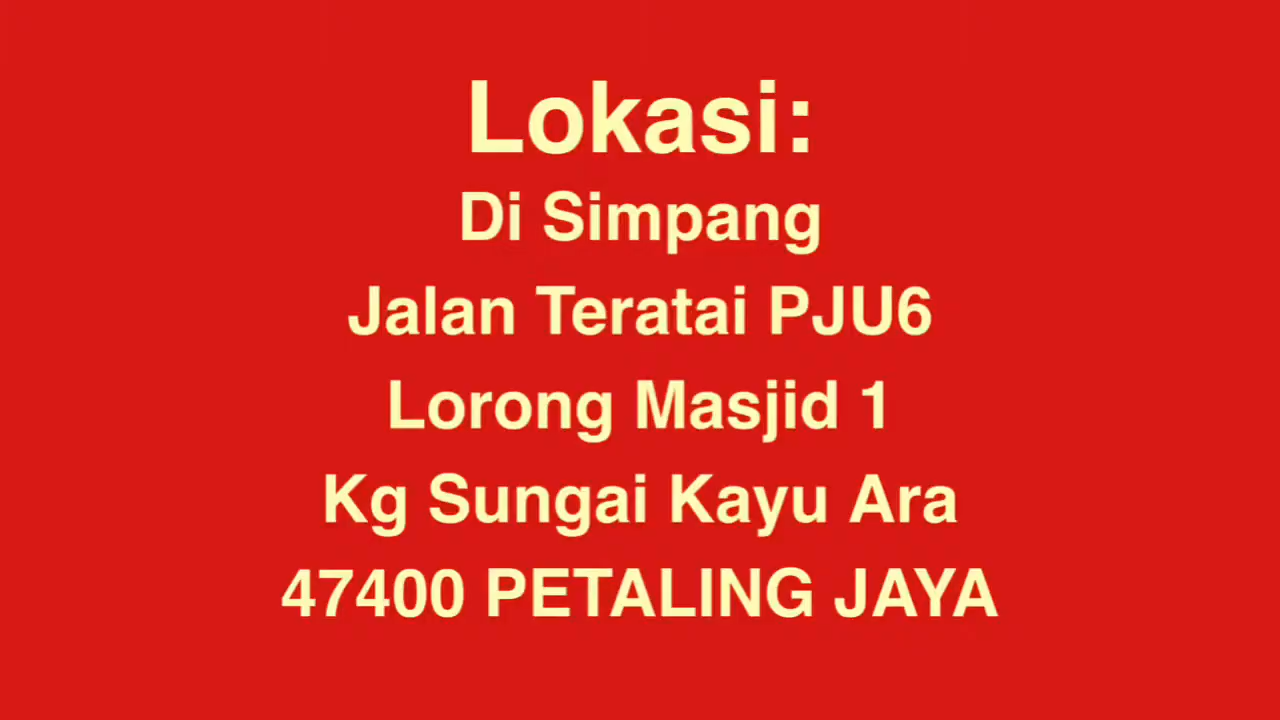 Lokasi:
Di Simpang
Jalan Teratai PJU6
Lorong Masjid 1
Kg Sungai Kayu Ara
47400 PETALING JAYA